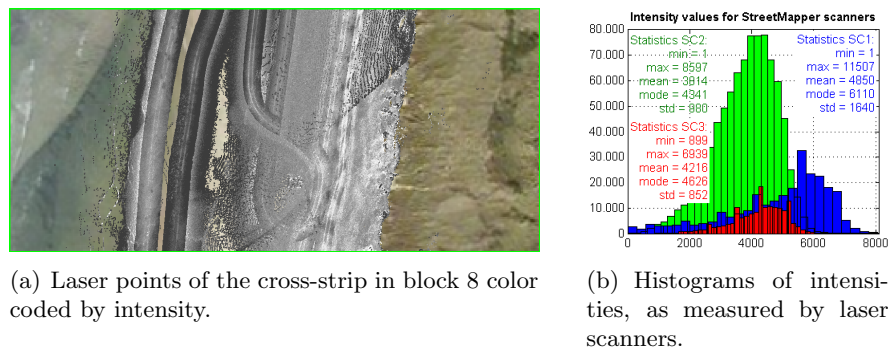 Intensity values for StreetMapper scanners
80.000
70.000
60.000
50.000
40.000
30.000
20.000
10.000
0
2000
4000
6000
8000
Statistics SC2:
min = 1
max = 8597
mean = 3814
mode = 4341
std = 980
Statistics SC1:
min = 1
max = 11507
mean = 4850
mode = 6110
std = 1640
Statistics SC3:
min = 899
max = 6939
mean = 4216
mode = 4626
std = 852
(a) Laser points of the cross-strip in block 8 color
coded by intensity.
(b) Histograms of intensi-
ties, as measured by laser
scanners.